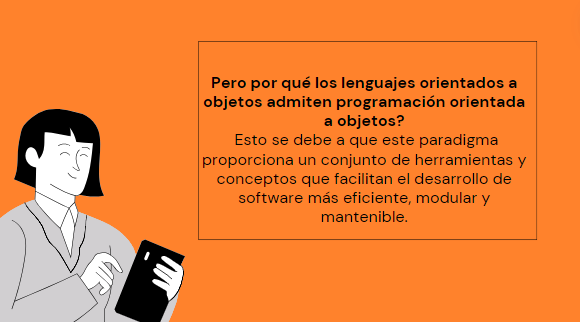 Pero por qué los lenguajes orientados a
objetos admiten programación orientada
a objetos?
Esto se debe a que este paradigma
proporciona un conjunto de herramientas y
conceptos que facilitan el desarrollo de
software más eficiente, modular y
mantenible.